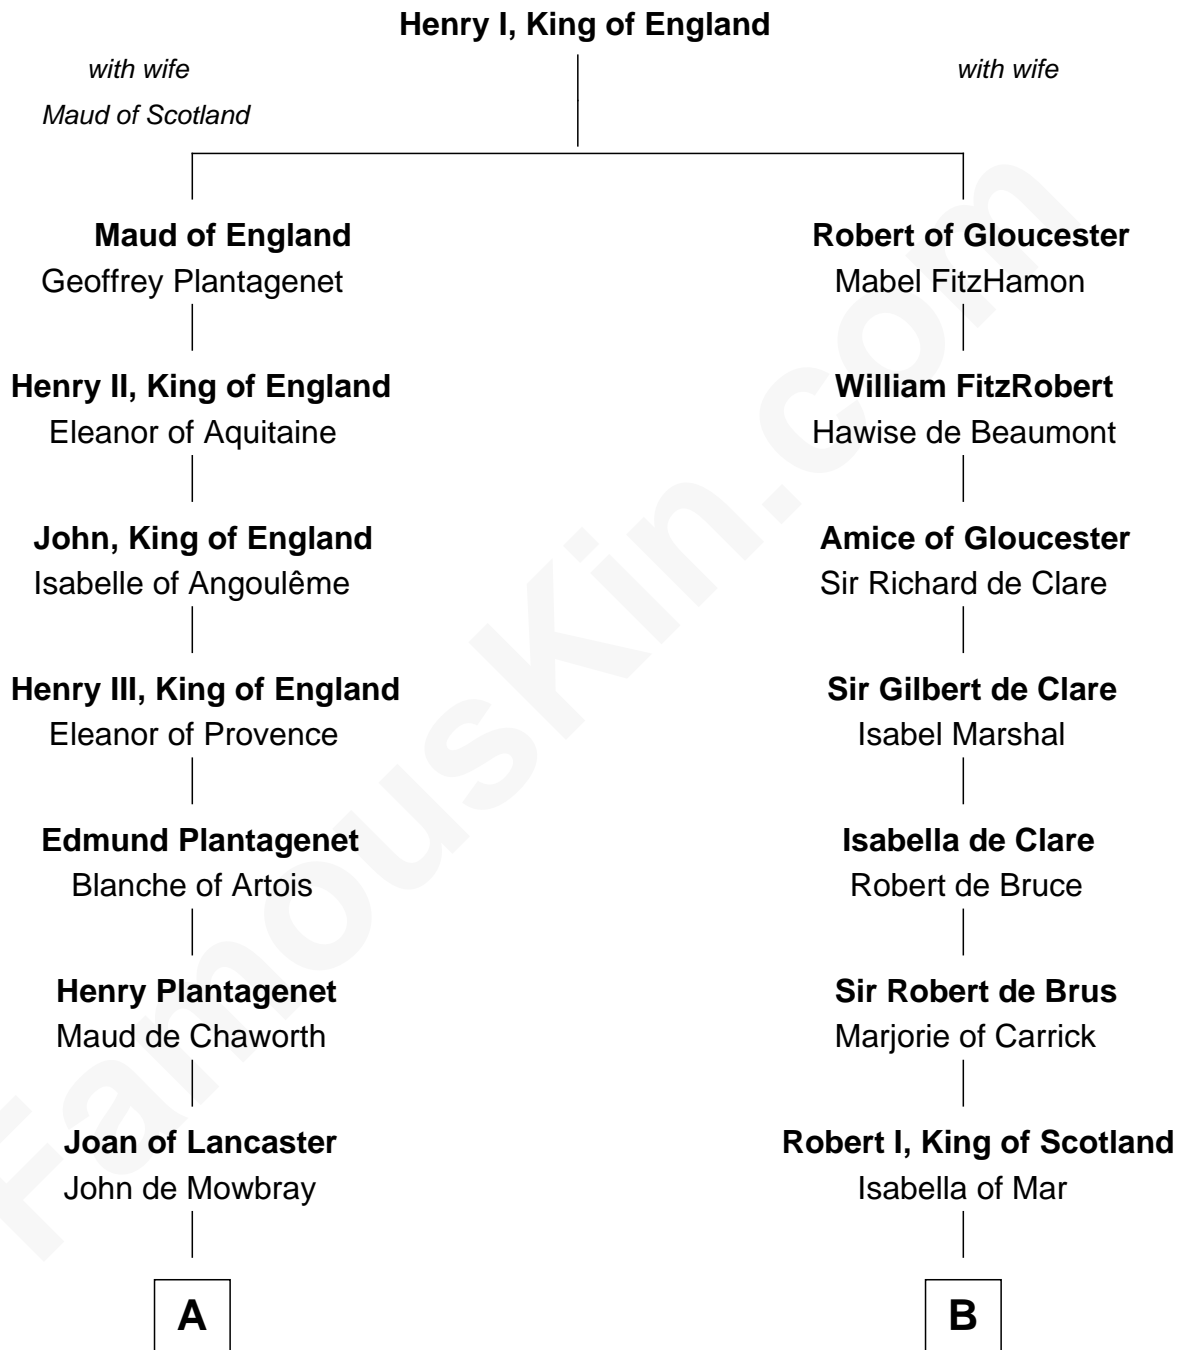 Henry I, King of England
with wife
Maud of Scotland
with wife
Maud of England
Geoffrey Plantagenet
Robert of Gloucester
Mabel FitzHamon
Henry II, King of England
Eleanor of Aquitaine
William FitzRobert
Hawise de Beaumont
John, King of England
Isabelle of Angoulême
Amice of Gloucester
Sir Richard de Clare
Henry III, King of England
Eleanor of Provence
Sir Gilbert de Clare
Isabel Marshal
Edmund Plantagenet
Blanche of Artois
Isabella de Clare
Robert de Bruce
Henry Plantagenet
Maud de Chaworth
Sir Robert de Brus
Marjorie of Carrick
Joan of Lancaster
John de Mowbray
Robert I, King of Scotland
Isabella of Mar
A
B
FamousKin.com